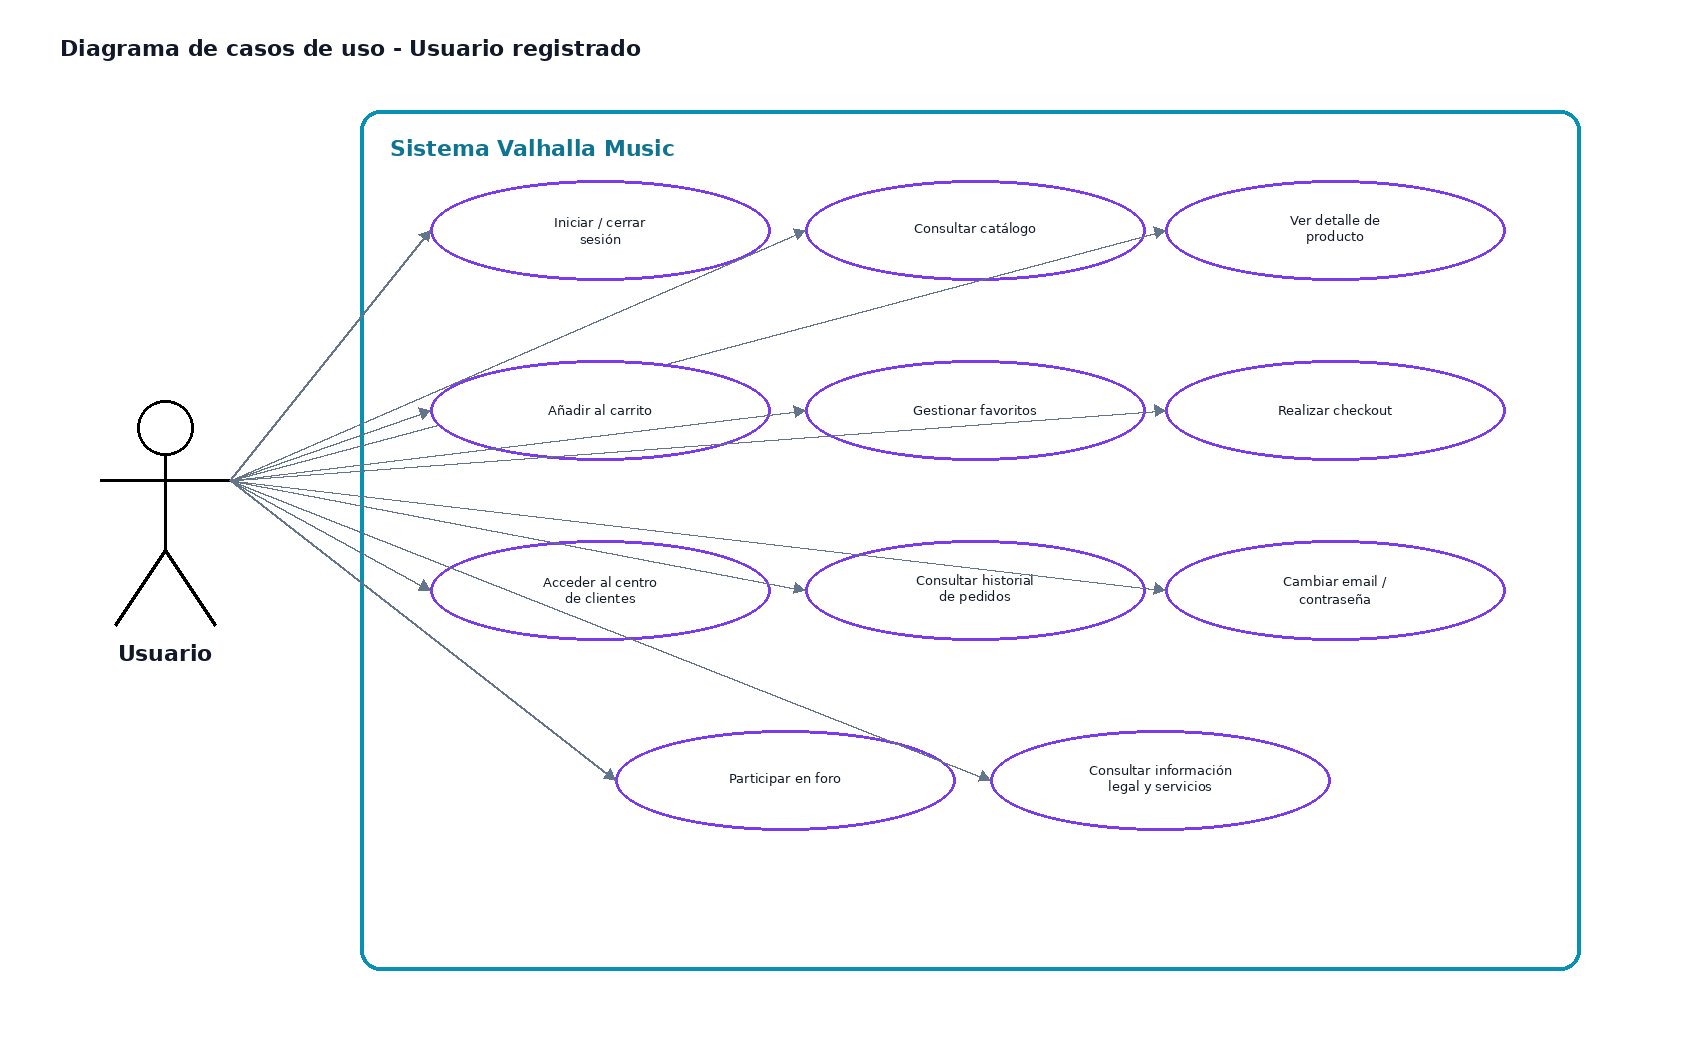 Diagrama de casos de uso - Usuario registrado
Sistema Valhalla Music
Iniciar / cerrar
sesión
Consultar catálogo
Ver detalle de
producto
Añadir al carrito
Gestionar favoritos
Realizar checkout
Acceder al centro
de clientes
Consultar historial
de pedidos
Cambiar email /
contraseña
Usuario
Participar en foro
Consultar información
legal y servicios